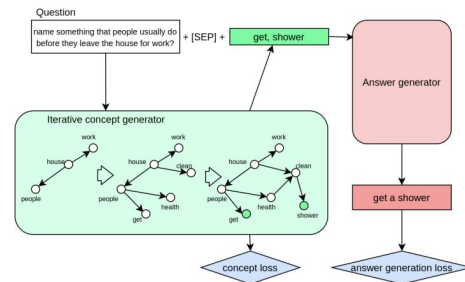 Question
name something that people usually do
before they leave the house for work?
+ [SEP] +
get, shower
Answer generator
Iterative concept generator
work
house
people
work
house
clean
people
health
get
work
house
clean
people
health
get
shower
get a shower
concept loss
answer generation loss